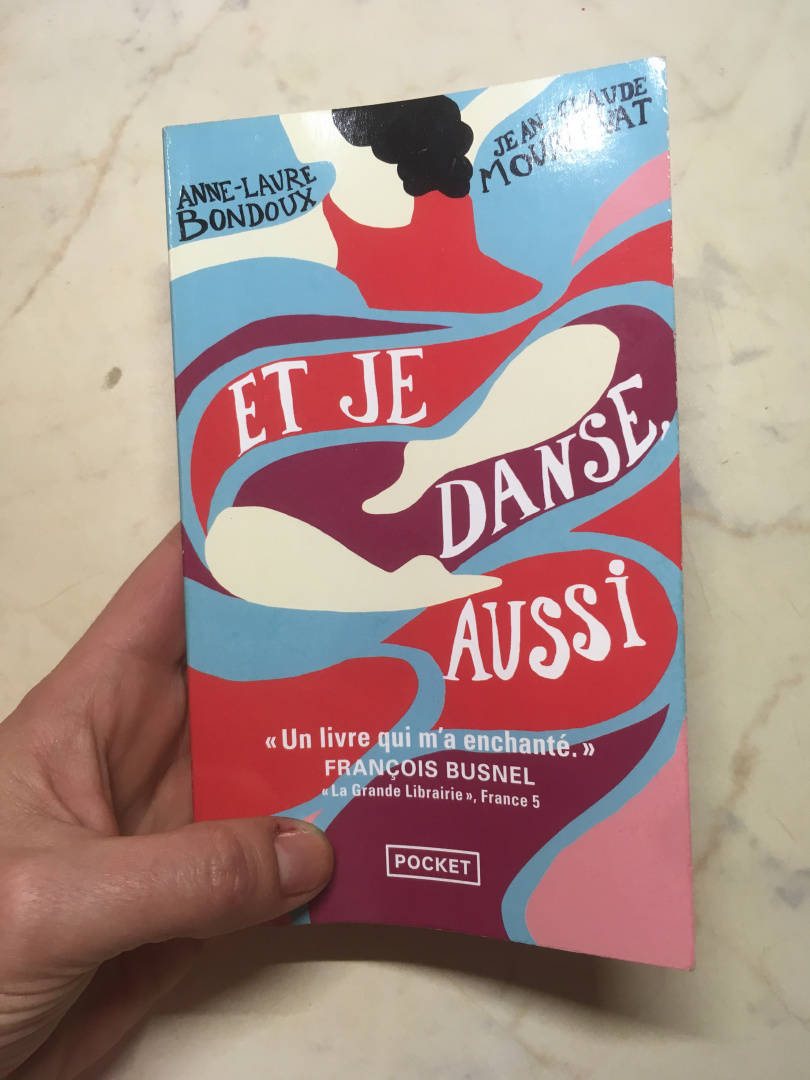 ANNE-LAURE
BONDOUX
JEAN-CLAUDE
MOURLEVAT
ET JE
DANSE,
AUSSI
« Un livre qui m'a enchanté. »
FRANÇOIS BUSNEL
« La Grande Librairie », France 5
POCKET